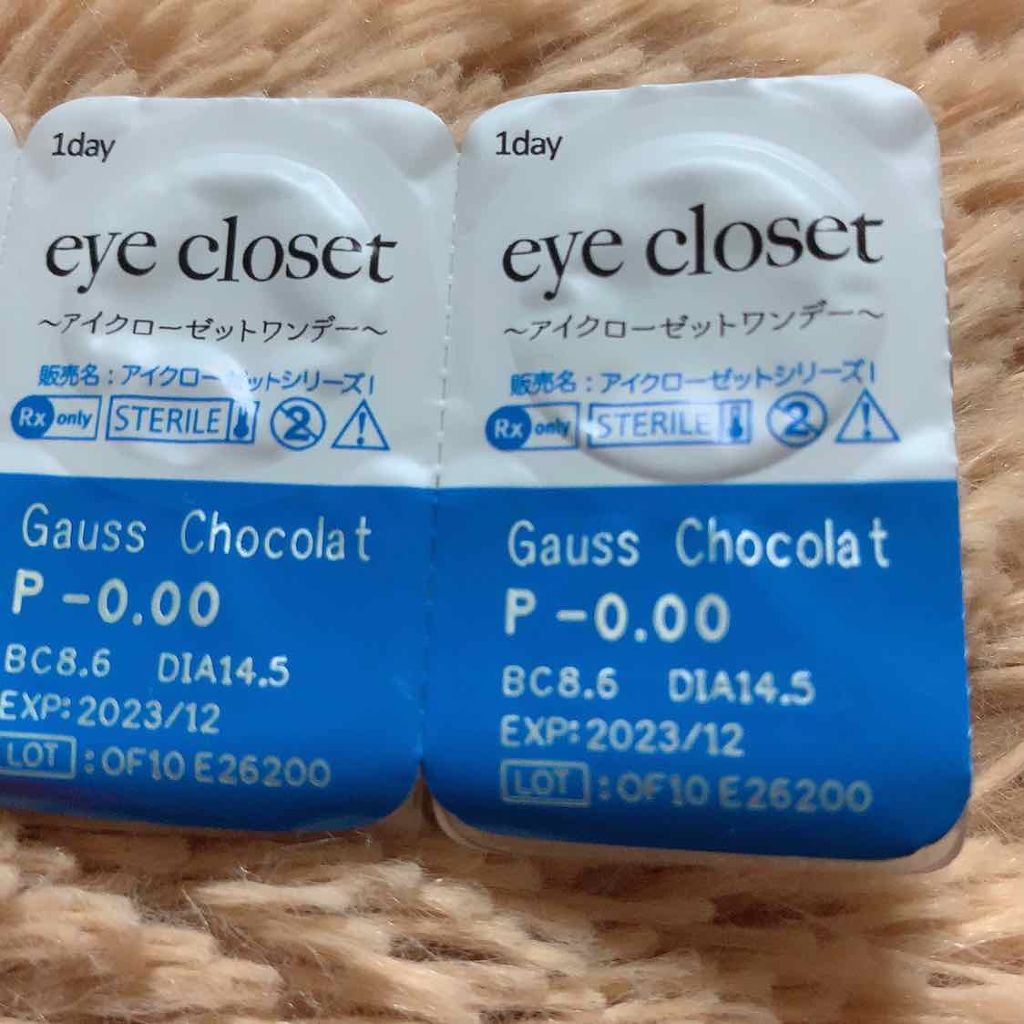 1day
eye closet
～アイクローゼットワンデー～
販売名：アイクローゼットシリーズI
Rx only STERILE 2
Gauss Chocolat
P -0.00
BC8.6 DIA14.5
EXP:2023/12
LOT :OF10 E26200
1day
eye closet
～アイクローゼットワンデー～
販売名：アイクローゼットシリーズI
Rx only STERILE 2
Gauss Chocolat
P -0.00
BC8.6 DIA14.5
EXP:2023/12
LOT :OF10 E26200